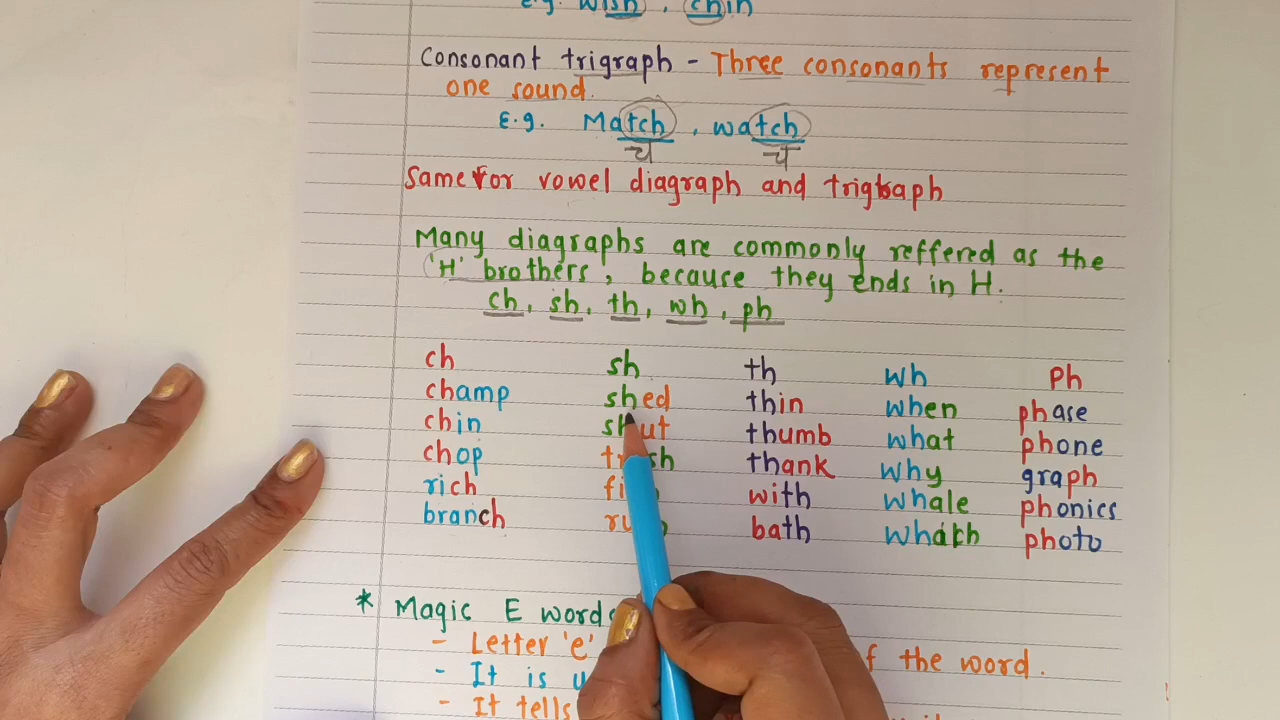 e.g. wish, chin
Consonant trigraph - Three consonants represent
one sound.
E.g. Match, watch
च च
Same for vowel diagraph and trigraph
Many diagraphs are commonly reffered as the
'H' brothers, because they ends in H.
ch, sh, th, wh, ph
ch sh th wh Ph
champ shed thin when phase
chin shut thumb what phone
chop thank why graph
rich with whale phonics
branch bath photo
* Magic E words
- Letter 'e' of the word.
- It is
- It tells